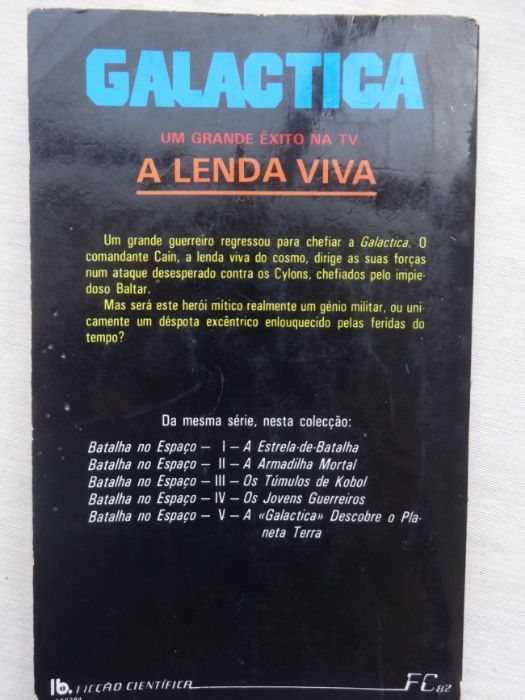 GALACTICA
UM GRANDE ÊXITO NA TV
A LENDA VIVA
Um grande guerreiro regressou para chefiar a Galactica. O
comandante Cain, a lenda viva do cosmo, dirige as suas forças
num ataque desesperado contra os Cylons, chefiados pelo impie-
doso Baltar.
Mas será este herói mítico realmente um génio militar, ou uni-
camente um déspota excêntrico enlouquecido pelas feridas do
tempo?
Da mesma série, nesta colecção:
Batalha no Espaço — I — A Estrela-de-Batalha
Batalha no Espaço — II — A Armadilha Mortal
Batalha no Espaço — III — Os Túmulos de Kobol
Batalha no Espaço — IV — Os Jovens Guerreiros
Batalha no Espaço — V — A «Galactica» Descobre o Pla-
neta Terra
lb. FICÇÃO CIENTÍFICA FC 82